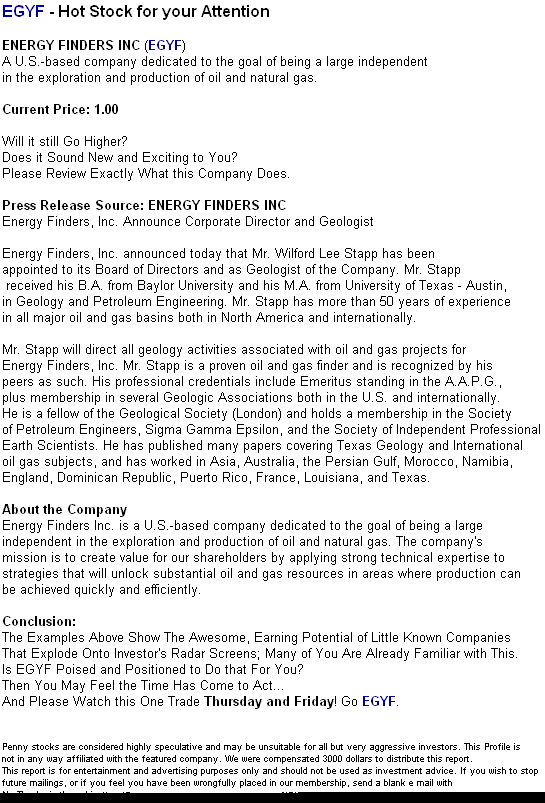 EGYF - Hot Stock for your Attention
ENERGY FINDERS INC (EGYF)
A U.S.-based company dedicated to the goal of being a large independent
in the exploration and production of oil and natural gas.
Current Price: 1.00
Will it still Go Higher?
Does it Sound New and Exciting to You?
Please Review Exactly What this Company Does.
Press Release Source: ENERGY FINDERS INC
Energy Finders, Inc. Announce Corporate Director and Geologist
Energy Finders, Inc. announced today that Mr. Wilford Lee Stapp has been
appointed to its Board of Directors and as Geologist of the Company. Mr. Stapp
received his B.A. from Baylor University and his M.A. from University of Texas - Austin,
in Geology and Petroleum Engineering. Mr. Stapp has more than 50 years of experience
in all major oil and gas basins both in North America and internationally.
Mr. Stapp will direct all geology activities associated with oil and gas projects for
Energy Finders, Inc. Mr. Stapp is a proven oil and gas finder and is recognized by his
peers as such. His professional credentials include Emeritus standing in the A.A.P.G.,
plus membership in several Geologic Associations both in the U.S. and internationally.
He is a fellow of the Geological Society (London) and holds a membership in the Society
of Petroleum Engineers, Sigma Gamma Epsilon, and the Society of Independent Professional
Earth Scientists. He has published many papers covering Texas Geology and International
oil gas subjects, and has worked in Asia, Australia, the Persian Gulf, Morocco, Namibia,
England, Dominican Republic, Puerto Rico, France, Louisiana, and Texas.
About the Company
Energy Finders Inc. is a U.S.-based company dedicated to the goal of being a large
independent in the exploration and production of oil and natural gas. The company's
mission is to create value for our shareholders by applying strong technical expertise to
strategies that will unlock substantial oil and gas resources in areas where production can
be achieved quickly and efficiently.
Conclusion:
The Examples Above Show The Awesome, Earning Potential of Little Known Companies
That Explode Onto Investor's Radar Screens; Many of You Are Already Familiar with This.
Is EGYF Poised and Positioned to Do that For You?
Then You May Feel the Time Has Come to Act...
And Please Watch this One Trade Thursday and Friday! Go EGYF.
Penny stocks are considered highly speculative and may be unsuitable for all but very aggressive investors. This Profile is
not in any way affiliated with the featured company. We were compensated 3000 dollars to distribute this report.
This report is for entertainment and advertising purposes only and should not be used as investment advice. If you wish to stop
future mailings, or if you feel you have been wrongfully placed in our membership, send a blank e mail with